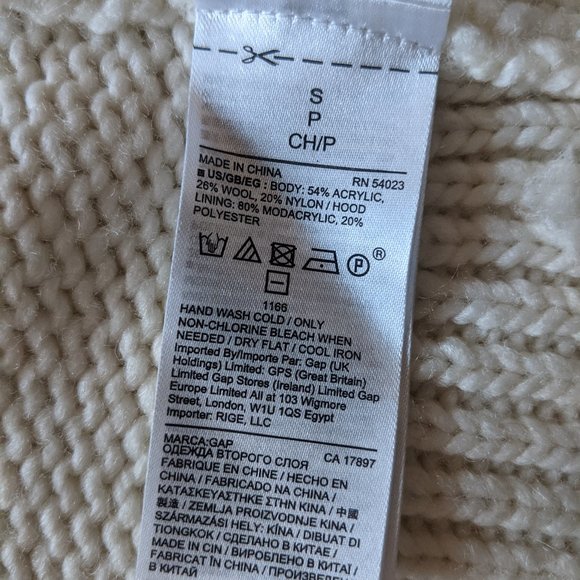 S
P
CH/P
MADE IN CHINA RN 54023
■ US/GB/EG : BODY: 54% ACRYLIC,
26% WOOL, 20% NYLON / HOOD
LINING: 80% MODACRYLIC, 20%
POLYESTER
P ®
1166
HAND WASH COLD / ONLY
NON-CHLORINE BLEACH WHEN
NEEDED / DRY FLAT / COOL IRON
Imported By/Importe Par: Gap (UK
Holdings) Limited: GPS (Great Britain)
Limited Gap Stores (Ireland) Limited Gap
Europe Limited All at 103 Wigmore
Street, London, W1U 1QS Egypt
Importer: RIGE, LLC
MARCA:GAP CA 17897
ОДЕЖДА ВТОРОГО СЛОЯ
FABRIQUE EN CHINE / HECHO EN
CHINA / FABRICADO NA CHINA /
ΚΑΤΑΣΚΕΥΑΣΤΗΚΕ ΣΤΗΝ ΚΙΝΑ / 中國
製造 / ZEMLJA PROIZVODNJE KINA /
SZÁRMAZÁSI HELY: KÍNA / DIBUAT DI
TIONGKOK / СДЕЛАНО В КИТАЕ /
MADE IN CIN / ВИРОБЛЕНО В КИТАЇ /
FABRICAT ÎN CHINA / ПРОИЗВЕДЕНО
В КИТАЙ